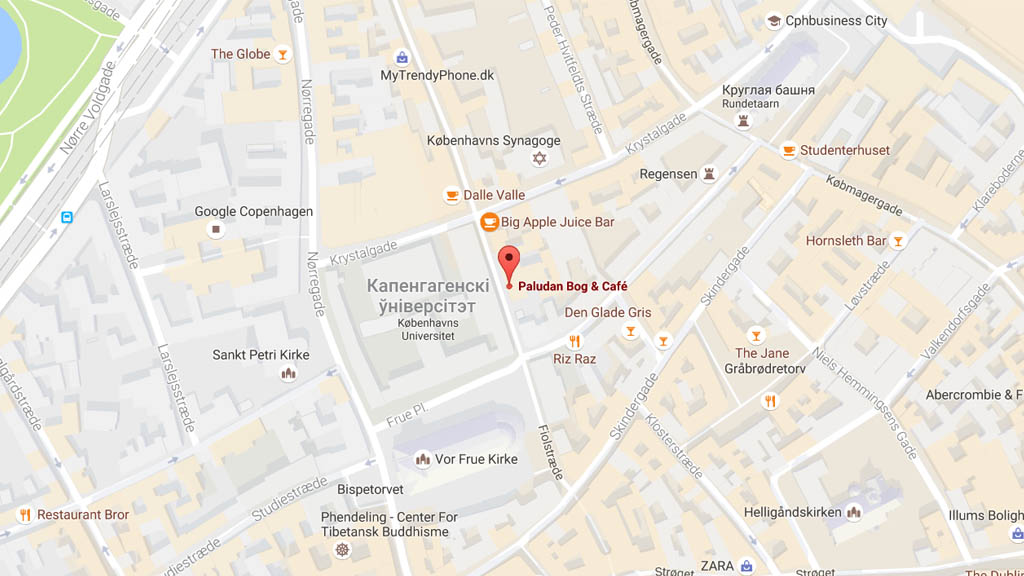 Cphbusiness City
The Globe
MyTrendyPhone.dk
Peder Hvitfeldts Stræde
Købmagergade
Nørre Voldgade
Nørregade
Круглая башня
Rundetaarn
Københavns Synagoge
Krystalgade
Studenterhuset
Regensen
Købmagergade
Klareboderne
Larslejsstræde
Dalle Valle
Google Copenhagen
Big Apple Juice Bar
Hornsleth Bar
Krystalgade
Nørregade
Капенгагенскі
ўніверсітэт
Københavns
Universitet
Paludan Bog & Café
Skindergade
Løvstræde
Valkendorfsgade
Den Glade Gris
Riz Raz
Sankt Petri Kirke
Larslejsstræde
The Jane
Gråbrødretorv
Niels Hemmingsens Gade
Abercrombie & F
Frue Pl.
Skindergade
Klosterstræde
Fiolstræde
Vor Frue Kirke
Bispetorvet
Studiestræde
Restaurant Bror
Phendeling - Center For
Tibetansk Buddhisme
Helligåndskirken
Illums Boligh
Studiestræde
ZARA
Strøget
Strøget
The Dublin